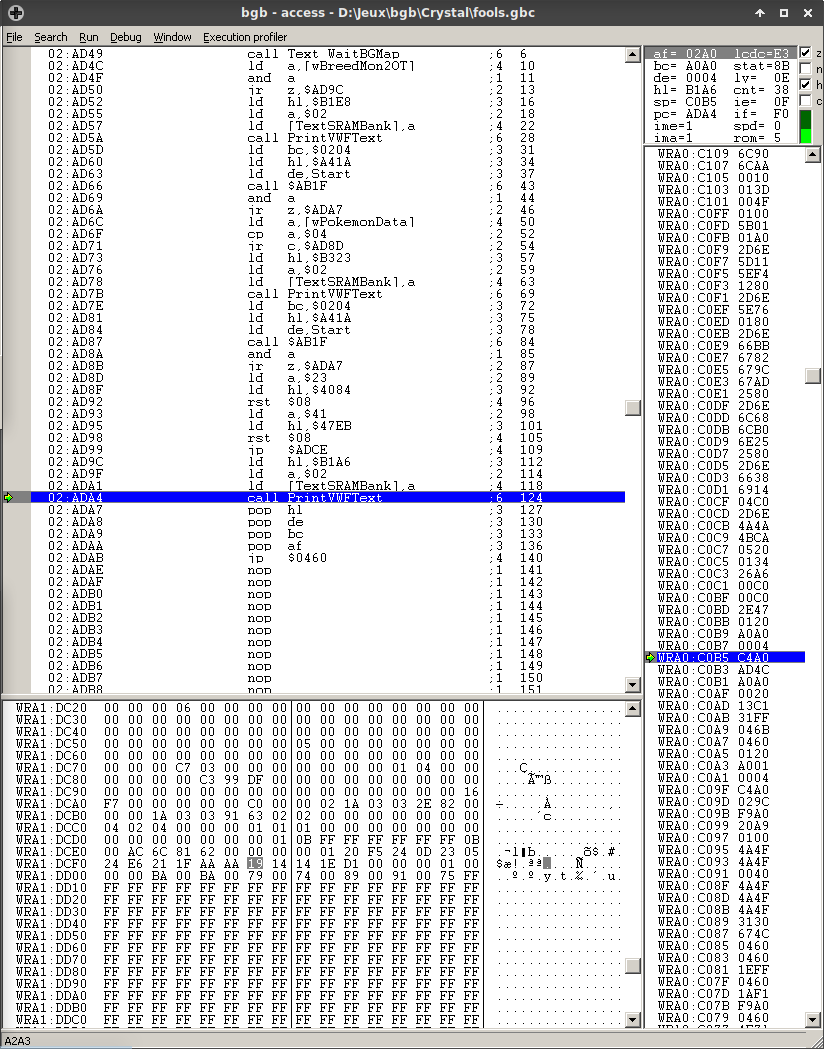 bgb - access - D:\Jeux\bgb\Crystal\fools.gbc
File Search Run Debug Window Execution profiler
02:AD49 call Text_WaitBGMap ;6 6
02:AD4C ld a,[wBreedMon2OT] ;4 10
02:AD4F and a ;1 11
02:AD50 jr z,$AD9C ;2 13
02:AD52 ld hl,$B1E8 ;3 16
02:AD55 ld a,$02 ;2 18
02:AD57 ld [TextSRAMBank],a ;4 22
02:AD5A call PrintVWFText ;6 28
02:AD5D ld bc,$0204 ;3 31
02:AD60 ld hl,$A41A ;3 34
02:AD63 ld de,Start ;3 37
02:AD66 call $AB1F ;6 43
02:AD69 and a ;1 44
02:AD6A jr z,$ADA7 ;2 46
02:AD6C ld a,[wPokemonData] ;4 50
02:AD6F cp a,$04 ;2 52
02:AD71 jr c,$AD8D ;2 54
02:AD73 ld hl,$B323 ;3 57
02:AD76 ld a,$02 ;2 59
02:AD78 ld [TextSRAMBank],a ;4 63
02:AD7B call PrintVWFText ;6 69
02:AD7E ld bc,$0204 ;3 72
02:AD81 ld hl,$A41A ;3 75
02:AD84 ld de,Start ;3 78
02:AD87 call $AB1F ;6 84
02:AD8A and a ;1 85
02:AD8B jr z,$ADA7 ;2 87
02:AD8D ld a,$23 ;2 89
02:AD8F ld hl,$4084 ;3 92
02:AD92 rst $08 ;4 96
02:AD93 ld a,$41 ;2 98
02:AD95 ld hl,$47EB ;3 101
02:AD98 rst $08 ;4 105
02:AD99 jp $ADCE ;4 109
02:AD9C ld hl,$B1A6 ;3 112
02:AD9F ld a,$02 ;2 114
02:ADA1 ld [TextSRAMBank],a ;4 118
02:ADA4 call PrintVWFText ;6 124
02:ADA7 pop hl ;3 127
02:ADA8 pop de ;3 130
02:ADA9 pop bc ;3 133
02:ADAA pop af ;3 136
02:ADAB jp $0460 ;4 140
02:ADAE nop ;1 141
02:ADAF nop ;1 142
02:ADB0 nop ;1 143
02:ADB1 nop ;1 144
02:ADB2 nop ;1 145
02:ADB3 nop ;1 146
02:ADB4 nop ;1 147
02:ADB5 nop ;1 148
02:ADB6 nop ;1 149
02:ADB7 nop ;1 150
02:ADB8 nop ;1 151
af= 02A0 lcdc=E3 z
bc= A0A0 stat=8B n
de= 0004 ly= 0E h
hl= B1A6 cnt= 38 c
sp= C0B5 ie= 0F
pc= ADA4 if= F0
ime=1 spd= 0
ima=1 rom= 5
WRA0:C109 6C90
WRA0:C107 6CAA
WRA0:C105 0010
WRA0:C103 013D
WRA0:C101 004F
WRA0:C0FF 0100
WRA0:C0FD 5B01
WRA0:C0FB 01A0
WRA0:C0F9 2D6E
WRA0:C0F7 5D11
WRA0:C0F5 5EF4
WRA0:C0F3 1280
WRA0:C0F1 2D6E
WRA0:C0EF 5E76
WRA0:C0ED 0180
WRA0:C0EB 2D6E
WRA0:C0E9 66BB
WRA0:C0E7 6782
WRA0:C0E5 679C
WRA0:C0E3 67AD
WRA0:C0E1 2580
WRA0:C0DF 2D6E
WRA0:C0DD 6C68
WRA0:C0DB 6CB0
WRA0:C0D9 6E25
WRA0:C0D7 2580
WRA0:C0D5 2D6E
WRA0:C0D3 6638
WRA0:C0D1 6914
WRA0:C0CF 04C0
WRA0:C0CD 2D6E
WRA0:C0CB 4A4A
WRA0:C0C9 4BCA
WRA0:C0C7 0520
WRA0:C0C5 0134
WRA0:C0C3 26A6
WRA0:C0C1 00C0
WRA0:C0BF 00C0
WRA0:C0BD 2E47
WRA0:C0BB 0120
WRA0:C0B9 A0A0
WRA0:C0B7 0004
WRA0:C0B5 C4A0
WRA0:C0B3 AD4C
WRA0:C0B1 A0A0
WRA0:C0AF 0020
WRA0:C0AD 13C1
WRA0:C0AB 31FF
WRA0:C0A9 046B
WRA0:C0A7 0460
WRA0:C0A5 0120
WRA0:C0A3 A001
WRA0:C0A1 0004
WRA0:C09F C4A0
WRA0:C09D 029C
WRA0:C09B F9A0
WRA0:C099 20A9
WRA0:C097 0100
WRA0:C095 4A4F
WRA0:C093 4A4F
WRA0:C091 0040
WRA0:C08F 4A4F
WRA0:C08D 4A4F
WRA0:C08B 4A4F
WRA0:C089 3130
WRA0:C087 674C
WRA0:C085 0460
WRA0:C083 0460
WRA0:C081 1EFF
WRA0:C07F 0460
WRA0:C07D 1AF1
WRA0:C07B F9A0
WRA0:C079 0460
WRA1:DC20 00 00 00 06 00 00 00 00 00 00 00 00 00 00 00 00
WRA1:DC30 00 00 00 00 00 00 00 00 00 00 00 00 00 00 00 00
WRA1:DC40 00 00 00 00 00 00 00 00 00 00 00 00 00 00 00 00
WRA1:DC50 00 00 00 00 00 00 00 00 05 00 00 00 00 00 00 00
WRA1:DC60 00 00 00 00 00 00 00 00 00 00 00 00 00 00 00 00
WRA1:DC70 00 00 00 C7 03 00 00 00 00 00 00 00 01 04 00 00
WRA1:DC80 00 00 00 00 C3 99 DF 00 00 00 00 00 00 00 00 00
WRA1:DC90 00 00 00 00 00 00 00 00 00 00 00 00 00 00 00 16
WRA1:DCA0 F7 00 00 00 00 00 C0 00 00 02 1A 03 03 2E 82 00
WRA1:DCB0 00 00 1A 03 03 91 63 02 02 00 00 00 00 00 00 00
WRA1:DCC0 04 02 04 00 00 00 01 01 01 00 00 00 00 00 00 00
WRA1:DCD0 00 00 00 00 00 00 01 0B FF FF FF FF FF FF FF 0B
WRA1:DCE0 00 AC 6C 81 62 00 00 00 00 01 20 F5 24 0D 23 05
WRA1:DCF0 24 E6 21 1F AA AA 19 14 14 1E D1 00 00 00 01 00
WRA1:DD00 00 00 BA 00 BA 00 79 00 74 00 89 00 91 00 75 FF
WRA1:DD10 FF FF FF FF FF FF FF FF FF FF FF FF FF FF FF FF
WRA1:DD20 FF FF FF FF FF FF FF FF FF FF FF FF FF FF FF FF
WRA1:DD30 FF FF FF FF FF FF FF FF FF FF FF FF FF FF FF FF
WRA1:DD40 FF FF FF FF FF FF FF FF FF FF FF FF FF FF FF FF
WRA1:DD50 FF FF FF FF FF FF FF FF FF FF FF FF FF FF FF FF
WRA1:DD60 FF FF FF FF FF FF FF FF FF FF FF FF FF FF FF FF
WRA1:DD70 FF FF FF FF FF FF FF FF FF FF FF FF FF FF FF FF
WRA1:DD80 FF FF FF FF FF FF FF FF FF FF FF FF FF FF FF FF
WRA1:DD90 FF FF FF FF FF FF FF FF FF FF FF FF FF FF FF FF
WRA1:DDA0 FF FF FF FF FF FF FF FF FF FF FF FF FF FF FF FF
WRA1:DDB0 FF FF FF FF FF FF FF FF FF FF FF FF FF FF FF FF
WRA1:DDC0 FF FF FF FF FF FF FF FF FF FF FF FF FF FF FF FF
A2A3